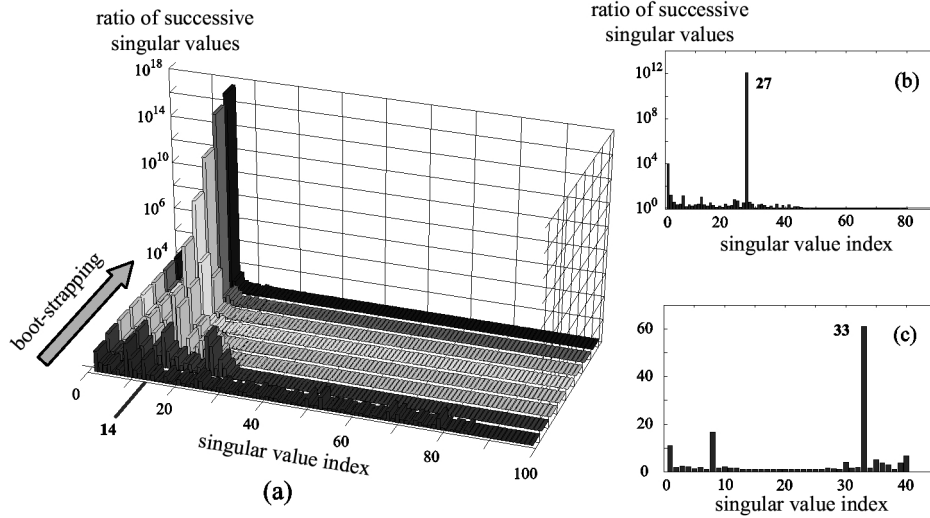 ratio of successive
singular values
10^18
10^14
10^10
10^6
10^4
boot-strapping
0
20
40
60
80
100
14
singular value index
(a)
ratio of successive
singular values
10^12
10^8
10^4
10^0
27
(b)
0
20
40
60
80
singular value index
60
40
20
0
33
(c)
0
10
20
30
40
singular value index